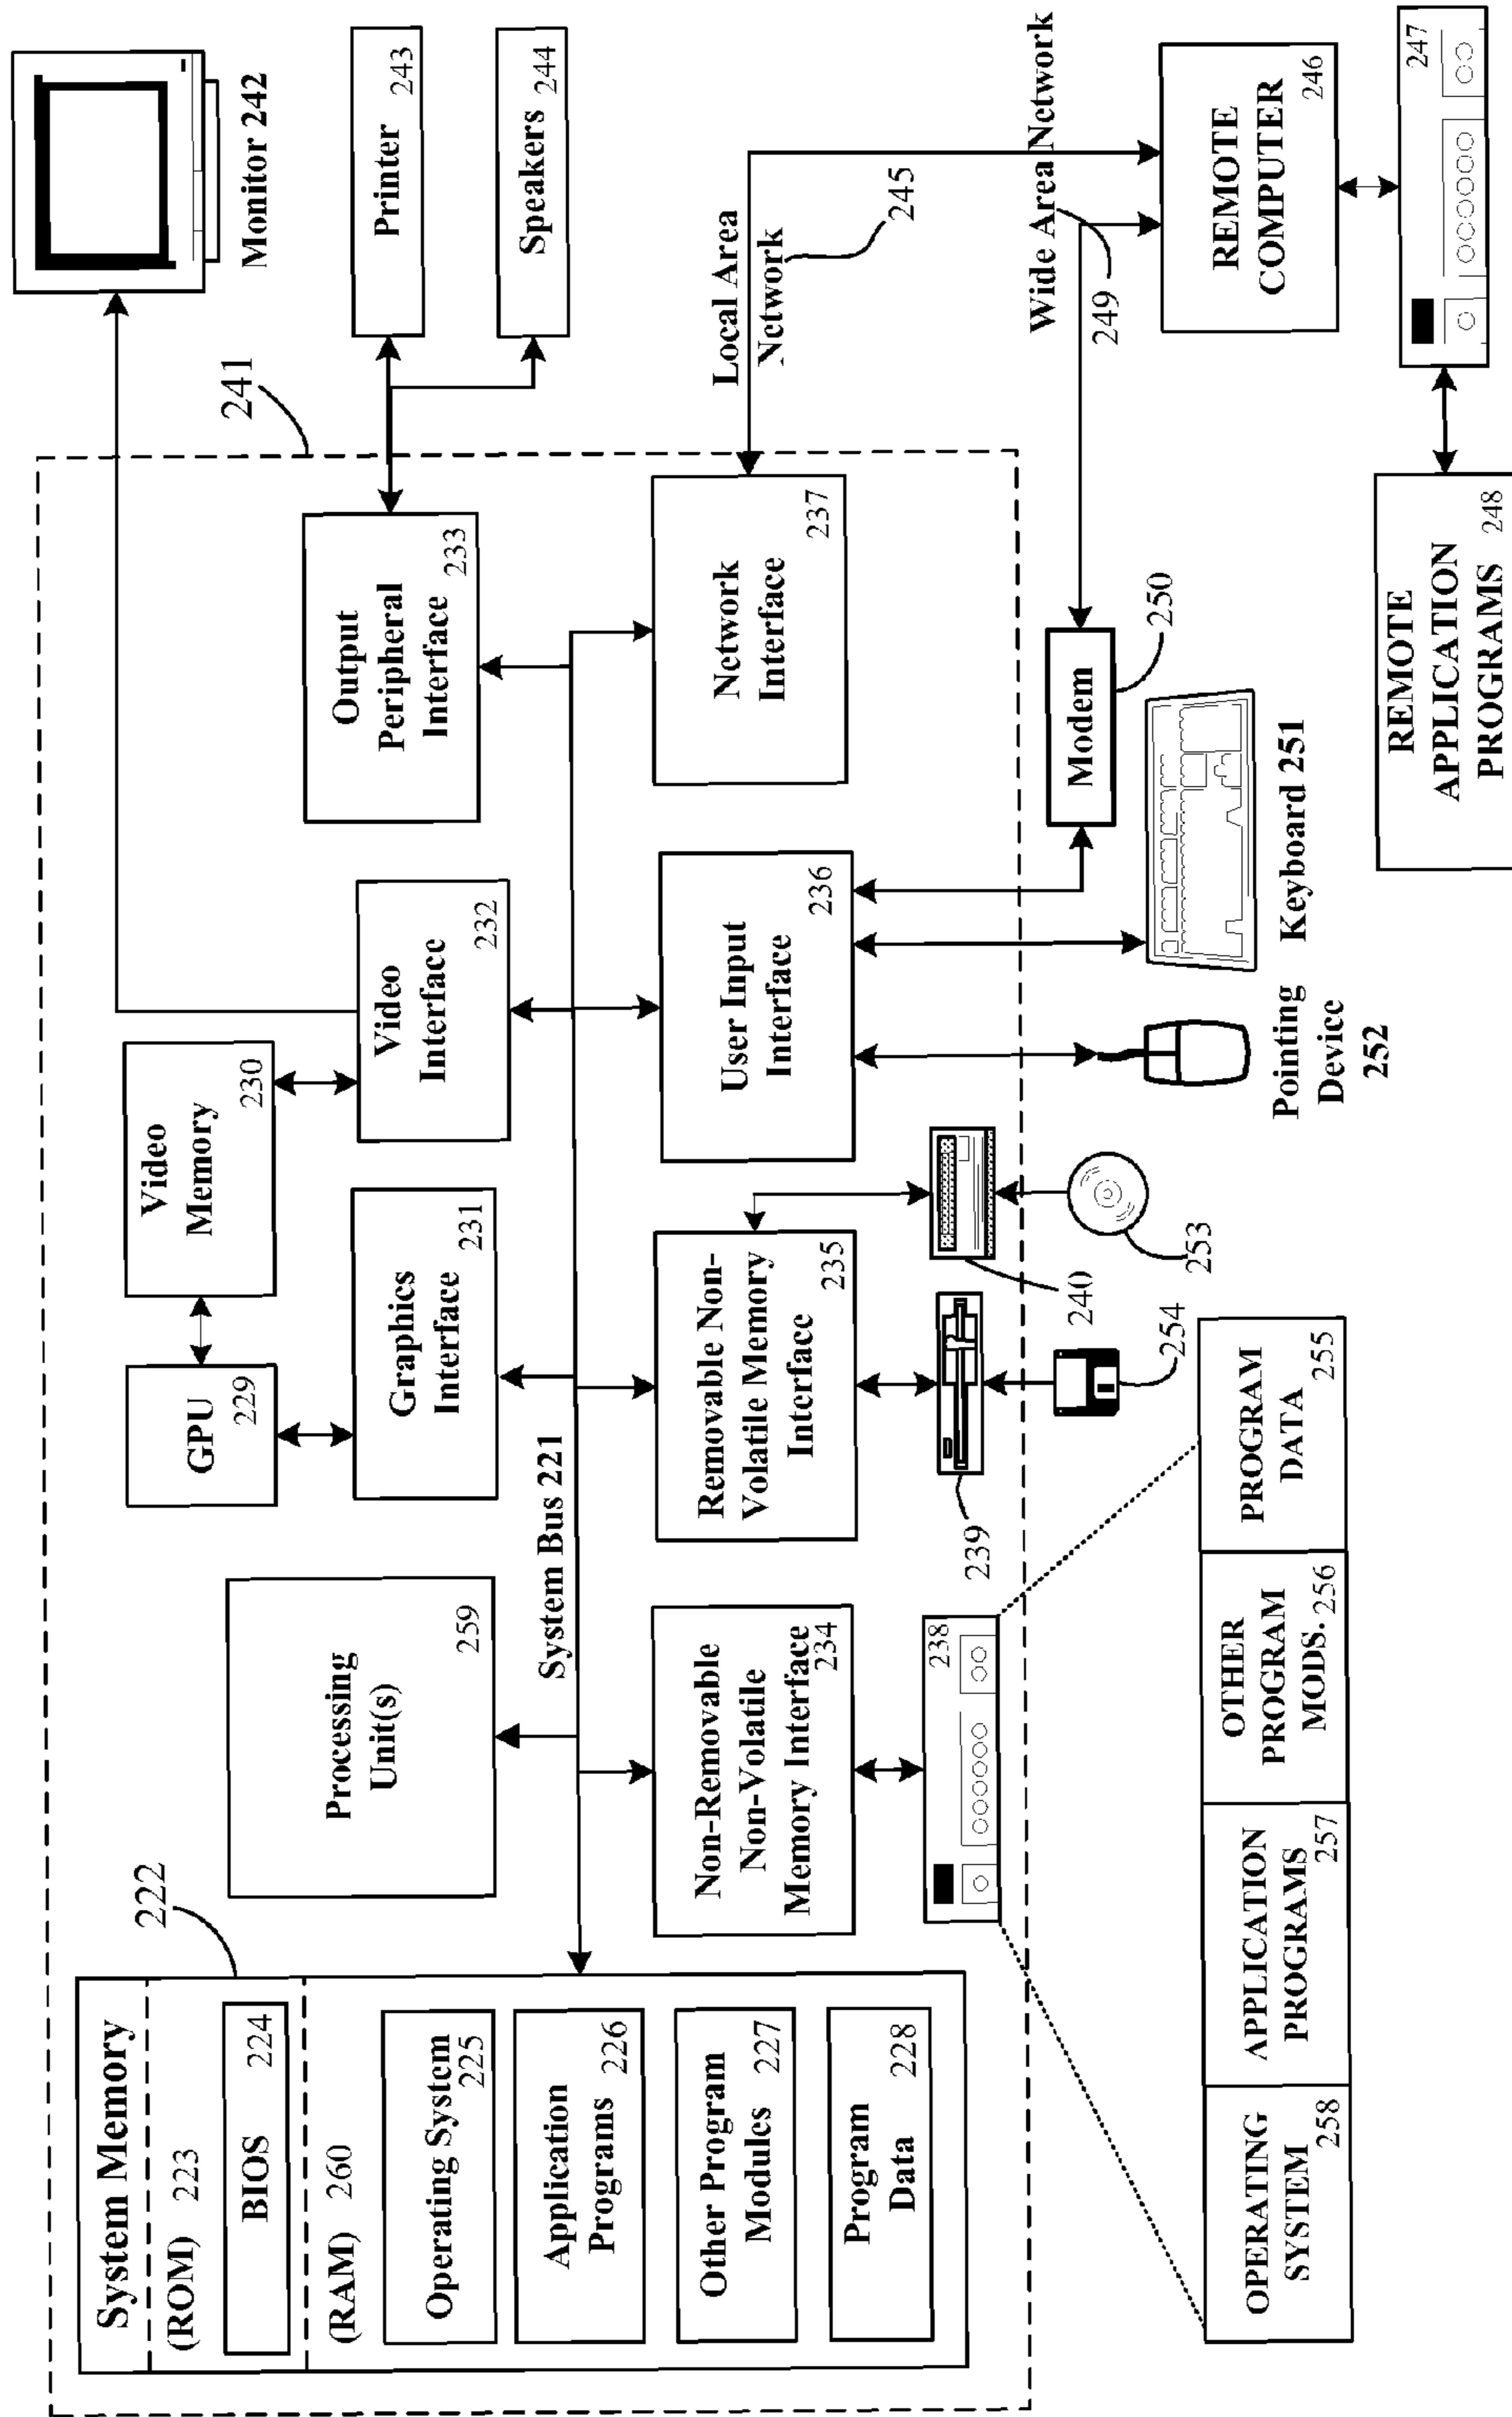 241
Monitor 242
System Memory
222
(ROM) 223
BIOS 224
(RAM) 260
Operating System
225
Application
Programs 226
Other Program
Modules 227
Program
Data 228
Processing
Unit(s)
259
GPU
229
Video
Memory
230
Graphics
Interface
231
Video
Interface
232
Output
Peripheral
Interface
233
Printer
243
Speakers
244
System Bus 221
Non-Removable
Non-Volatile
Memory Interface
234
Removable Non-
Volatile Memory
Interface
235
User Input
Interface
236
Network
Interface
237
Local Area
Network
245
238
239
240
253
254
Modem
250
Wide Area Network
249
Pointing
Device
252
Keyboard 251
REMOTE
COMPUTER
246
247
REMOTE
APPLICATION
PROGRAMS 248
OPERATING
SYSTEM
258
APPLICATION
PROGRAMS
257
OTHER
PROGRAM
MODS. 256
PROGRAM
DATA
255